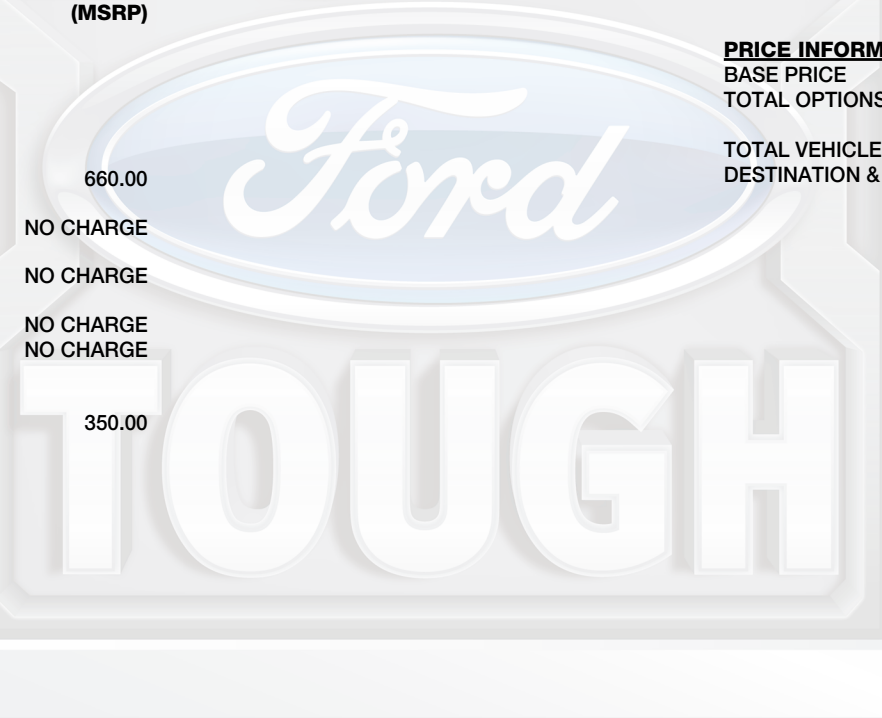 (MSRP)
660.00
NO CHARGE
NO CHARGE
NO CHARGE
NO CHARGE
350.00
PRICE
BASE PRICE
TOTAL OPTIONS
TOTAL VEHICLE
DESTINATION &
Ford
TOUGH